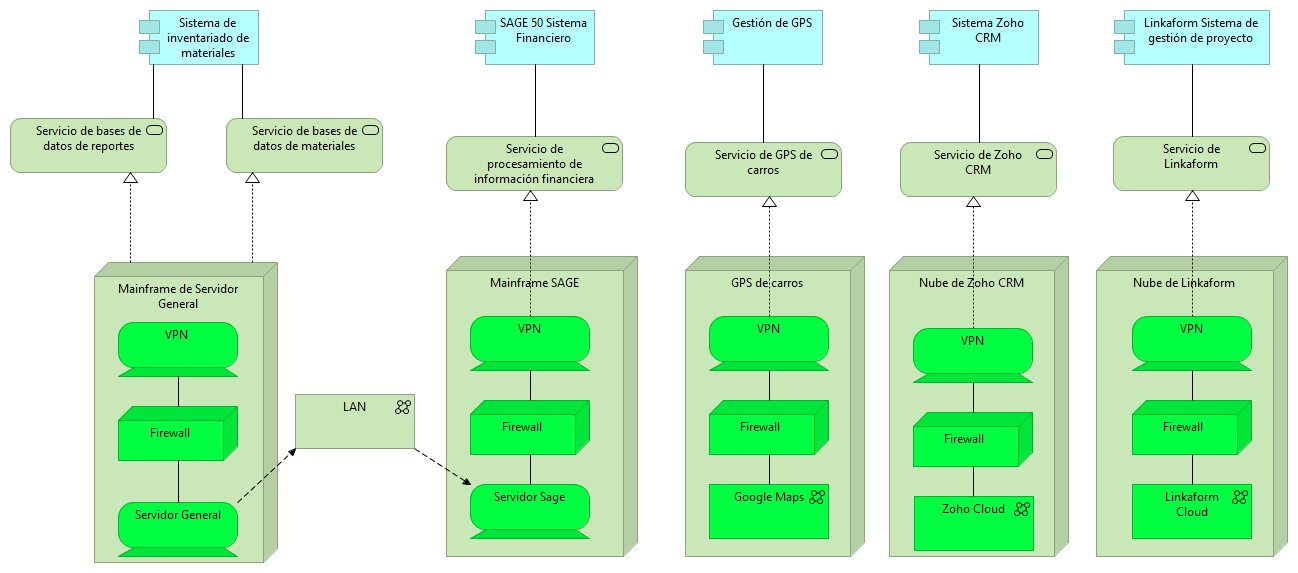 Sistema de
inventariado de
materiales
SAGE 50 Sistema
Financiero
Gestión de GPS
Sistema Zoho
CRM
Linkaform Sistema de
gestión de proyecto
Servicio de bases de
datos de reportes
Servicio de bases de
datos de materiales
Servicio de
procesamiento de
información financiera
Servicio de GPS de
carros
Servicio de Zoho
CRM
Servicio de
Linkaform
Mainframe de Servidor
General
VPN
Firewall
Servidor General
LAN
Mainframe SAGE
VPN
Firewall
Servidor Sage
GPS de carros
VPN
Firewall
Google Maps
Nube de Zoho CRM
VPN
Firewall
Zoho Cloud
Nube de Linkaform
VPN
Firewall
Linkaform
Cloud